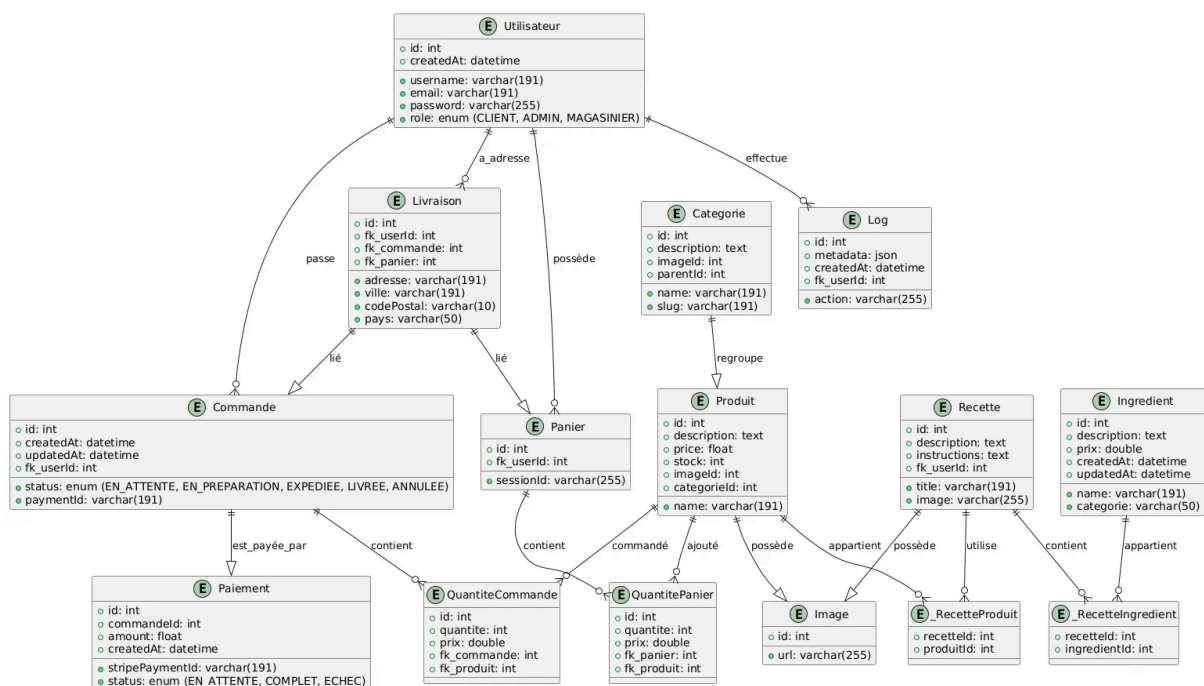 E Utilisateur
id: int
createdAt: datetime
username: varchar(191)
email: varchar(191)
password: varchar(255)
role: enum (CLIENT, ADMIN, MAGASINIER)
passe
a_adresse
possède
effectue
E Livraison
id: int
fk_userId: int
fk_commande: int
fk_panier: int
adresse: varchar(191)
ville: varchar(191)
codePostal: varchar(10)
pays: varchar(50)
E Categorie
id: int
description: text
imageId: int
parentId: int
name: varchar(191)
slug: varchar(191)
E Log
id: int
metadata: json
createdAt: datetime
fk_userId: int
action: varchar(255)
lié
lié
regroupe
E Commande
id: int
createdAt: datetime
updatedAt: datetime
fk_userId: int
status: enum (EN_ATTENTE, EN_PREPARATION, EXPEDIEE, LIVREE, ANNULEE)
paymentId: varchar(191)
E Panier
id: int
fk_userId: int
sessionId: varchar(255)
E Produit
id: int
description: text
price: float
stock: int
imageId: int
categorieId: int
name: varchar(191)
E Recette
id: int
description: text
instructions: text
fk_userId: int
title: varchar(191)
image: varchar(255)
E Ingredient
id: int
description: text
prix: double
createdAt: datetime
updatedAt: datetime
name: varchar(191)
categorie: varchar(50)
est_payée_par
contient
contient
commandé
ajouté
possède
appartient
possède
utilise
contient
appartient
E Paiement
id: int
commandeId: int
amount: float
createdAt: datetime
stripePaymentId: varchar(191)
status: enum (EN_ATTENTE, COMPLET, ECHEC)
E QuantiteCommande
id: int
quantite: int
prix: double
fk_commande: int
fk_produit: int
E QuantitePanier
id: int
quantite: int
prix: double
fk_panier: int
fk_produit: int
E Image
id: int
url: varchar(255)
E _RecetteProduit
recetteId: int
produitId: int
E _RecetteIngredient
recetteId: int
ingredientId: int